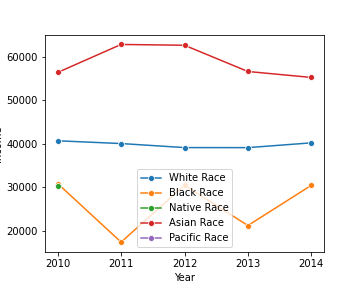 60000
50000
40000
30000
20000
White Race
Black Race
Native Race
Asian Race
Pacific Race
2010 2011 2012 2013 2014
Year